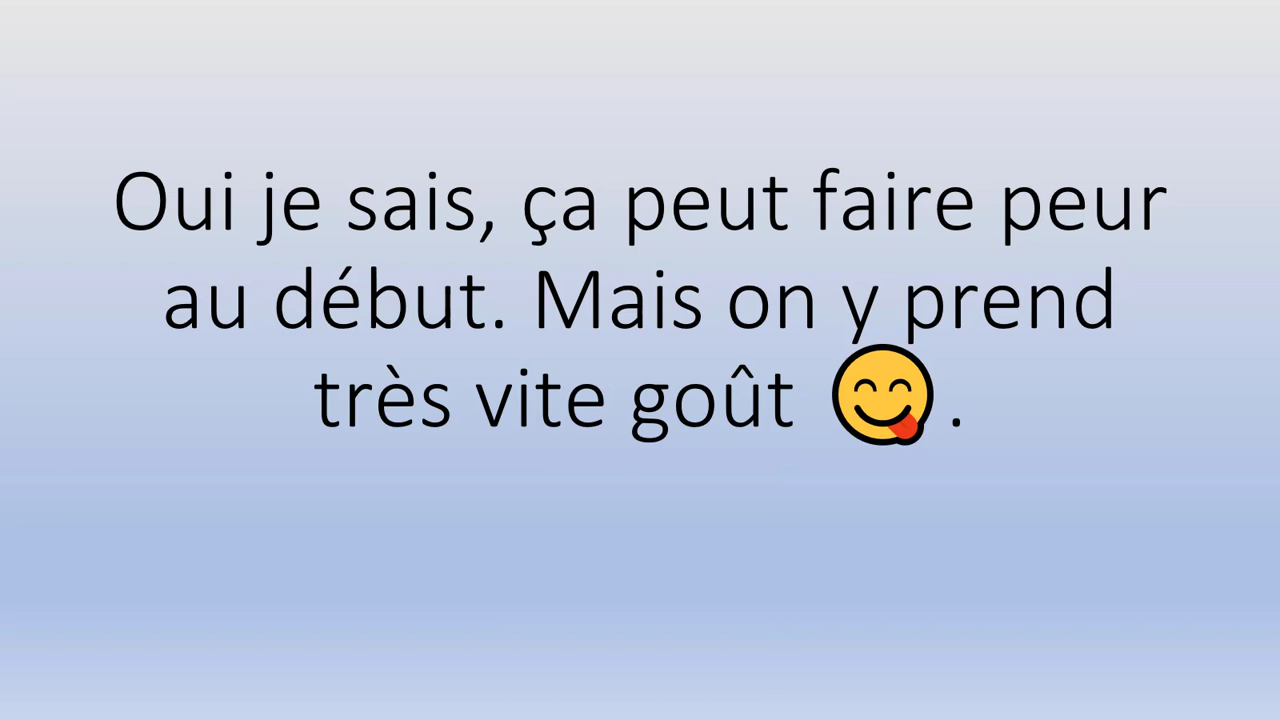 Oui je sais, ça peut faire peur
au début. Mais on y prend
très vite goût 😋.